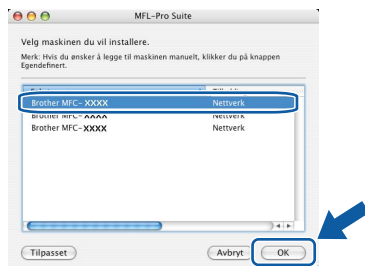 MFL-Pro Suite
Velg maskinen du vil installere.
Merk: Hvis du ønsker å legge til maskinen manuelt, klikker du på knappen
Egendefinert.
Brother MFC- XXXX Nettverk
Brother MFC- XXXX Nettverk
Brother MFC- XXXX Nettverk
Tilpasset
Avbryt
OK